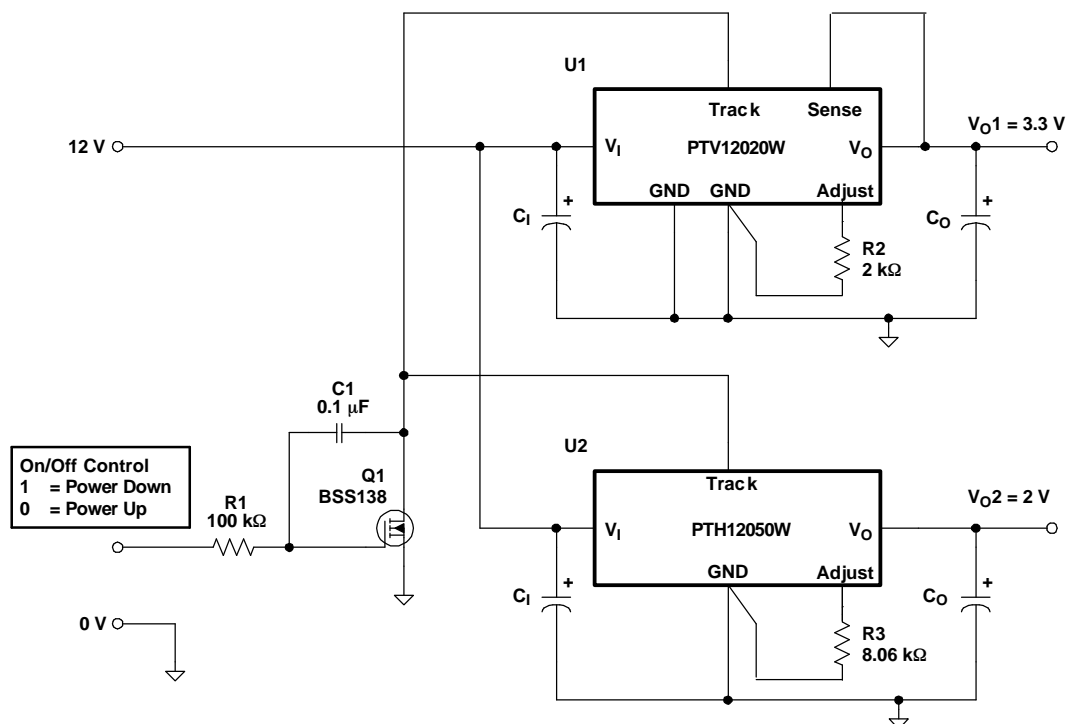 U1
Track
Sense
12 V
VI
PTV12020W
VO
VO1 = 3.3 V
GND
GND
Adjust
CI
+
R2
2 kΩ
CO
+
C1
0.1 μF
U2
On/Off Control
1 = Power Down
0 = Power Up
Q1
BSS138
R1
100 kΩ
Track
VI
PTH12050W
VO
VO2 = 2 V
GND
Adjust
CI
+
R3
8.06 kΩ
CO
+
0 V